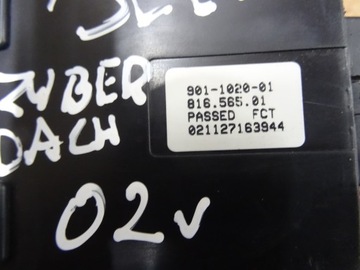 901-1020-01
816.565.01
PASSED FCT
021127163944
ZYBER
DACH
02v